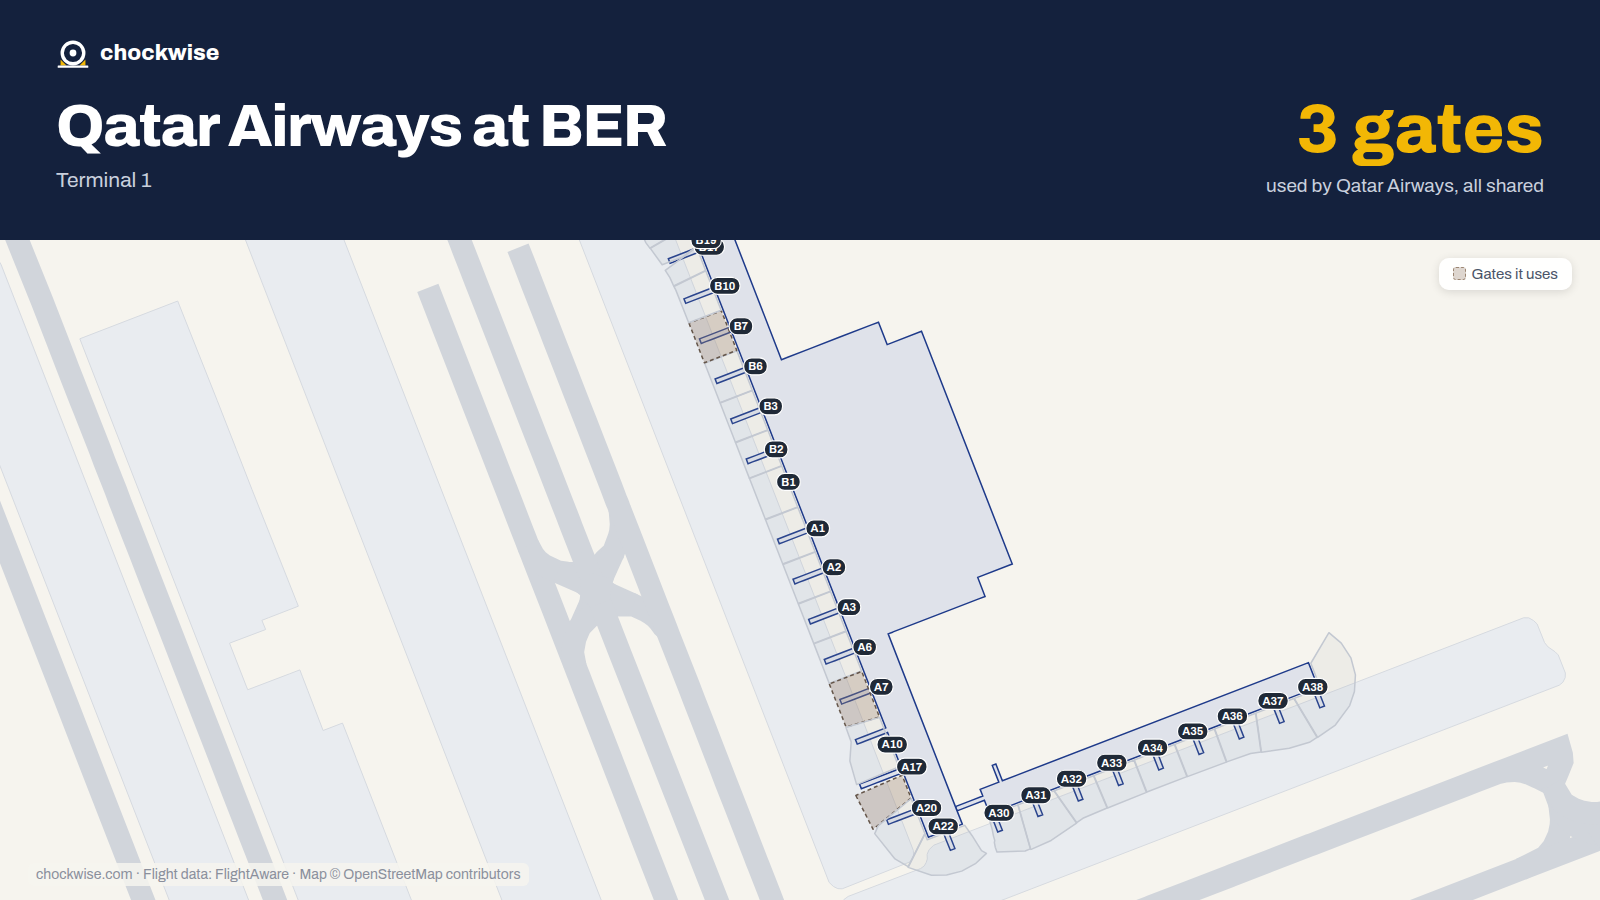 chockwise
Qatar Airways at BER
Terminal 1
3 gates
used by Qatar Airways, all shared
Gates it uses
B19
B10
B7
B6
B3
B2
B1
A1
A2
A3
A6
A7
A10
A17
A20
A22
A30
A31
A32
A33
A34
A35
A36
A37
A38
chockwise.com · Flight data: FlightAware · Map © OpenStreetMap contributors